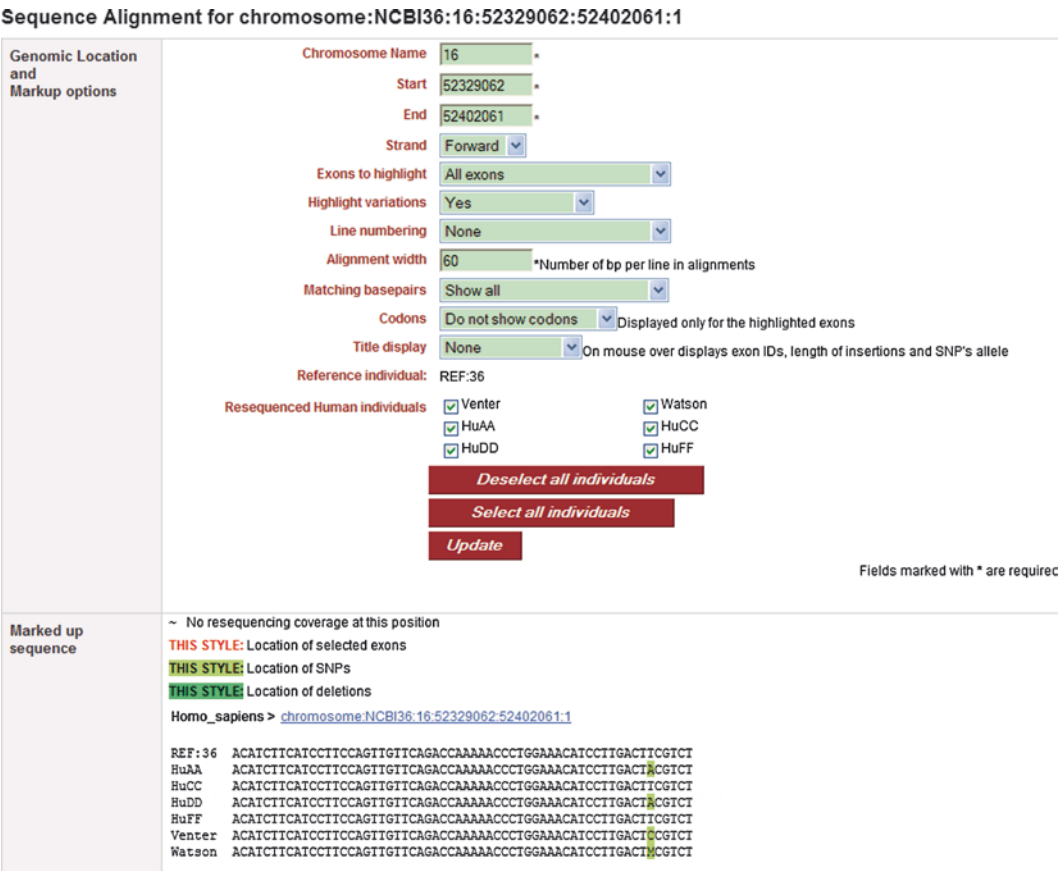 Sequence Alignment for chromosome:NCBI36:16:52329062:52402061:1
Genomic Location
and
Markup options
Chromosome Name 16 *
Start 52329062 *
End 52402061 *
Strand Forward
Exons to highlight All exons
Highlight variations Yes
Line numbering None
Alignment width 60 *Number of bp per line in alignments
Matching basepairs Show all
Codons Do not show codons Displayed only for the highlighted exons
Title display None On mouse over displays exon IDs, length of insertions and SNP's allele
Reference individual: REF:36
Resequenced Human individuals Venter Watson
HuAA HuCC
HuDD HuFF
Deselect all individuals
Select all individuals
Update
Fields marked with * are required
Marked up
sequence
~ No resequencing coverage at this position
THIS STYLE: Location of selected exons
THIS STYLE: Location of SNPs
THIS STYLE: Location of deletions
Homo_sapiens > chromosome:NCBI36:16:52329062:52402061:1
REF:36 ACATCTTCATCCTTCCAGTTGTTCAGACCAAAAACCCTGGAAACATCCTTGACTTCGTCT
HuAA ACATCTTCATCCTTCCAGTTGTTCAGACCAAAAACCCTGGAAACATCCTTGACTACGTCT
HuCC ACATCTTCATCCTTCCAGTTGTTCAGACCAAAAACCCTGGAAACATCCTTGACTTCGTCT
HuDD ACATCTTCATCCTTCCAGTTGTTCAGACCAAAAACCCTGGAAACATCCTTGACTACGTCT
HuFF ACATCTTCATCCTTCCAGTTGTTCAGACCAAAAACCCTGGAAACATCCTTGACTTCGTCT
Venter ACATCTTCATCCTTCCAGTTGTTCAGACCAAAAACCCTGGAAACATCCTTGACTCCGTCT
Watson ACATCTTCATCCTTCCAGTTGTTCAGACCAAAAACCCTGGAAACATCCTTGACTMCGTCT